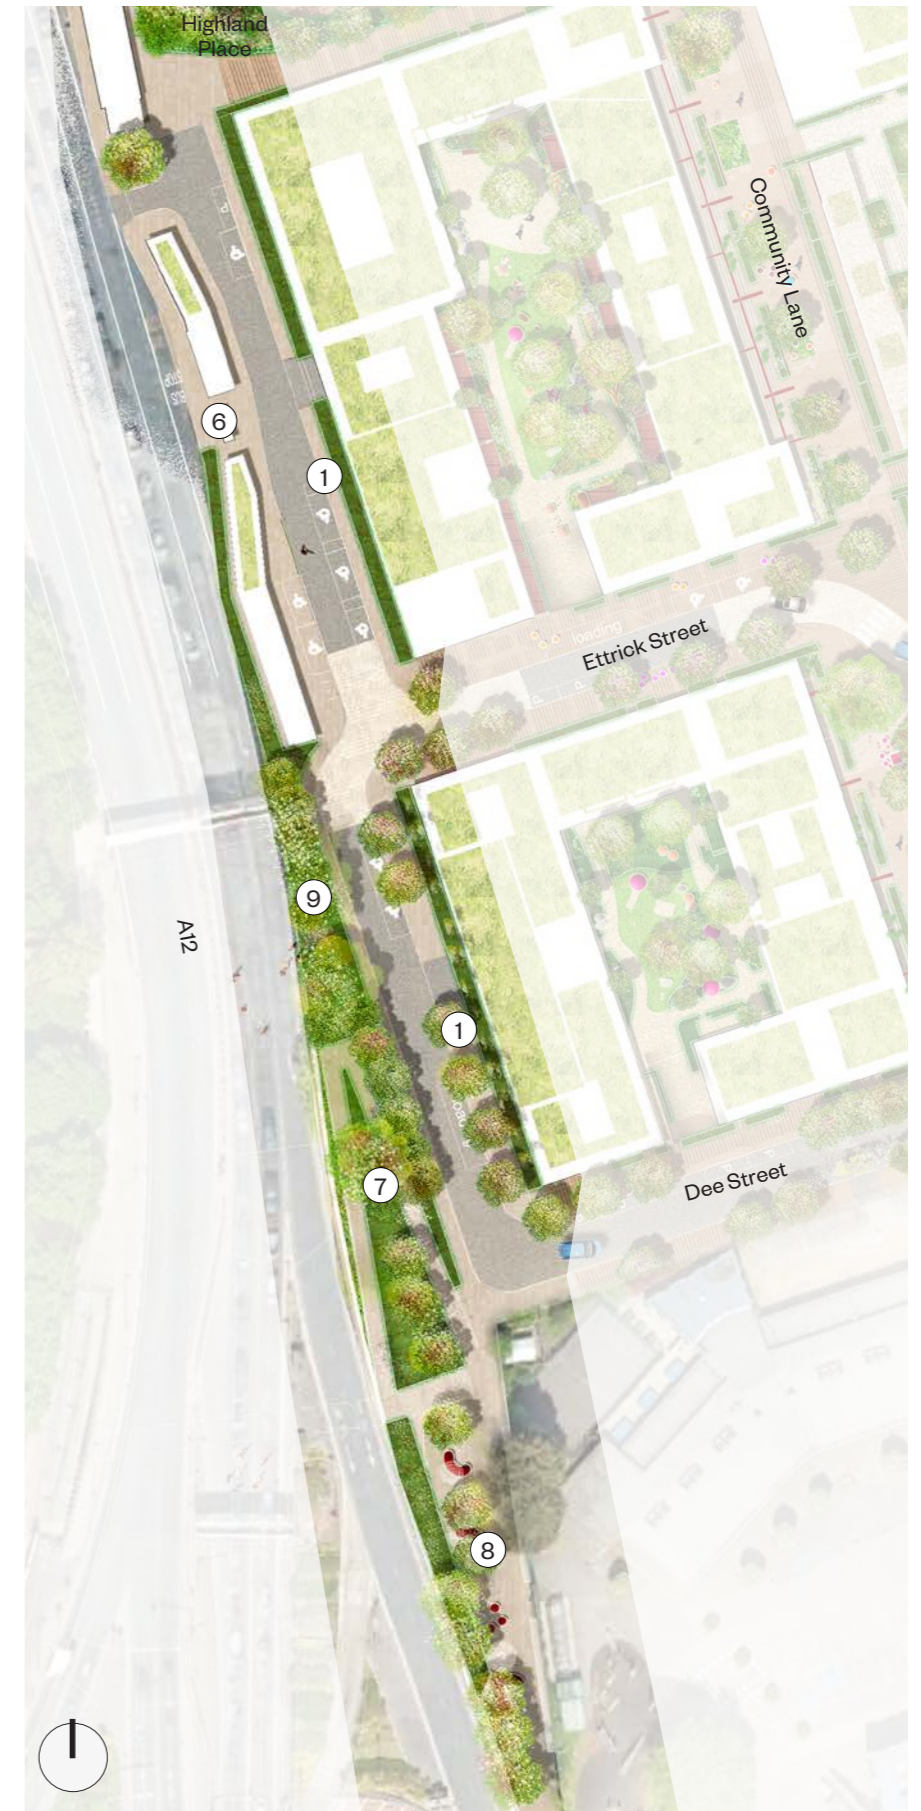 Highland
Place
Community Lane
6
1
loading
Ettrick Street
9
A12
1
7
Dee Street
8